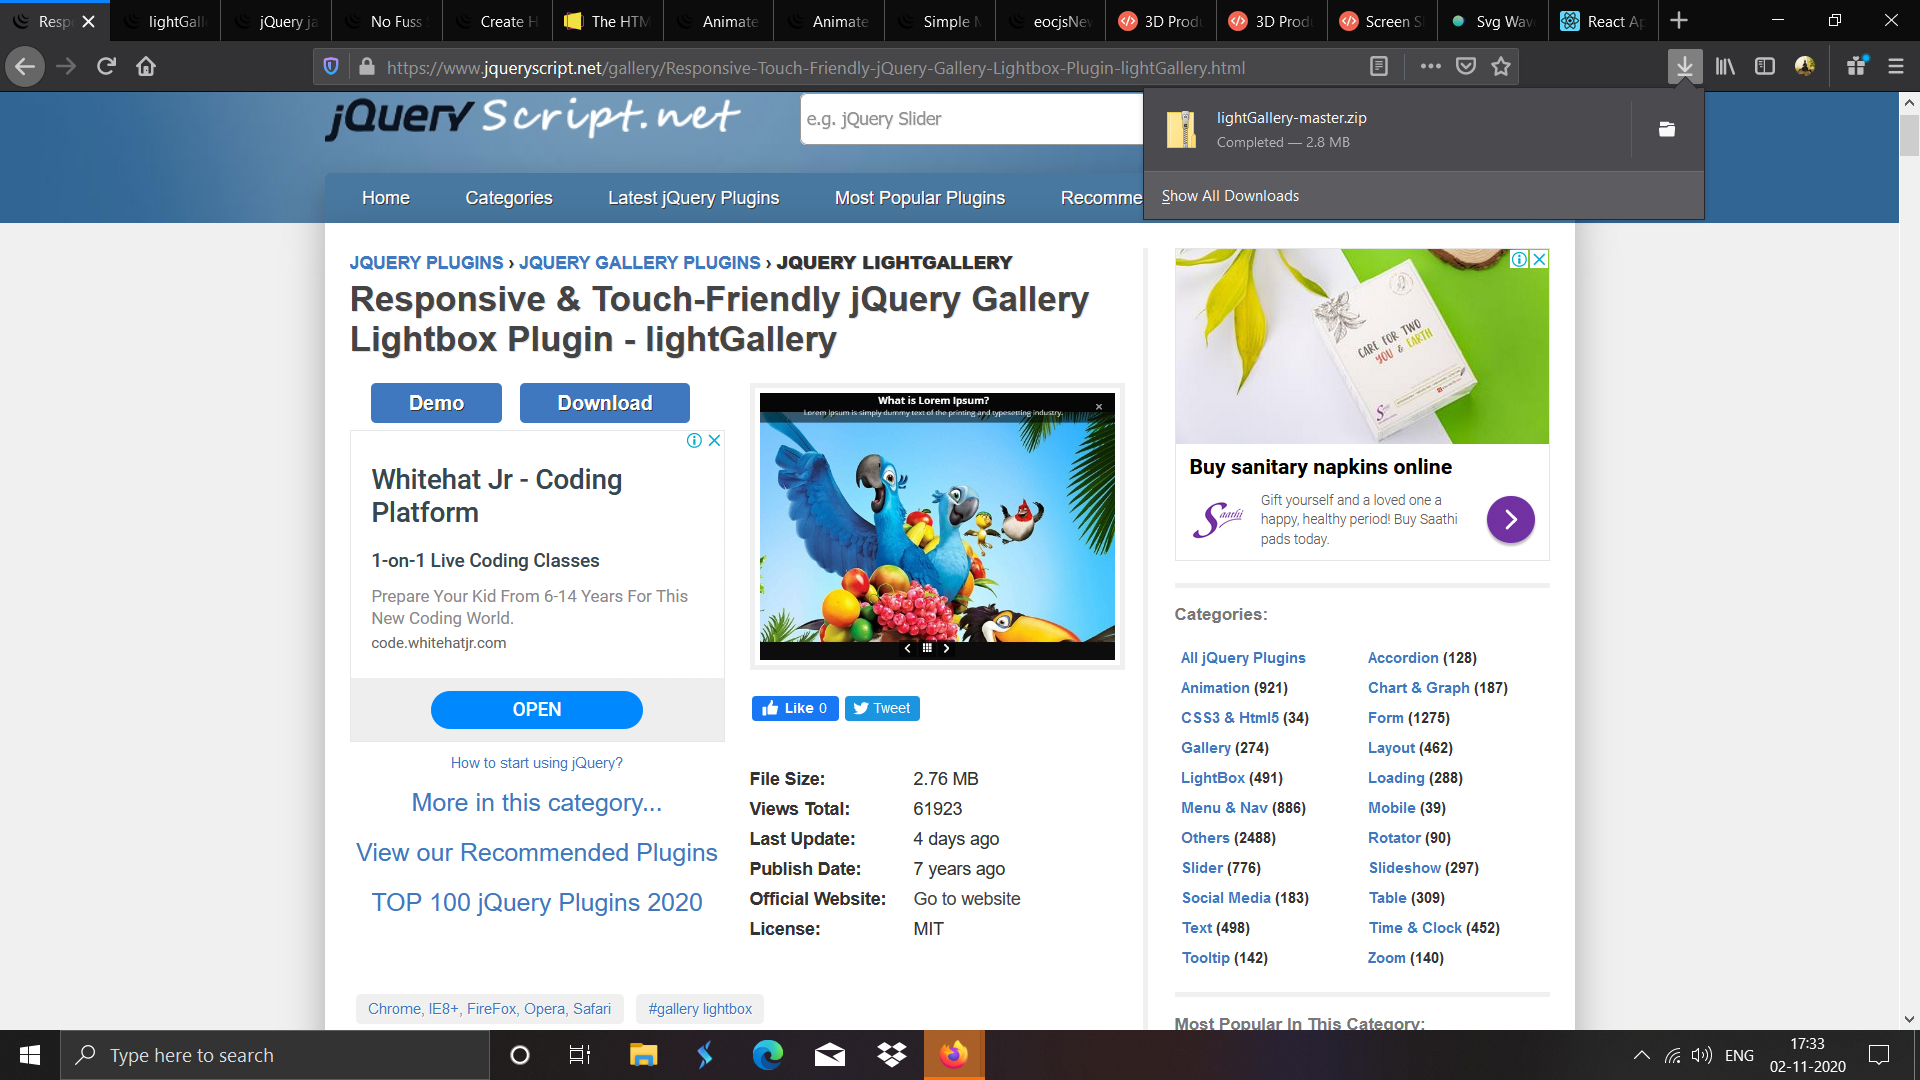 Resp
lightGall
jQuery ja
No Fuss
Create H
The HTM
Animate
Animate
Simple M
eocjsNew
3D Produ
3D Produ
Screen S
Svg Wav
React Ap
https://www.jqueryscript.net/gallery/Responsive-Touch-Friendly-jQuery-Gallery-Lightbox-Plugin-lightGallery.html
jQuery Script.net
e.g. jQuery Slider
lightGallery-master.zip
Completed — 2.8 MB
Show All Downloads
Home
Categories
Latest jQuery Plugins
Most Popular Plugins
Recomme
JQUERY PLUGINS › JQUERY GALLERY PLUGINS › JQUERY LIGHTGALLERY
Responsive & Touch-Friendly jQuery Gallery
Lightbox Plugin - lightGallery
Demo
Download
Whitehat Jr - Coding
Platform
1-on-1 Live Coding Classes
Prepare Your Kid From 6-14 Years For This
New Coding World.
code.whitehatjr.com
OPEN
How to start using jQuery?
More in this category...
View our Recommended Plugins
TOP 100 jQuery Plugins 2020
What is Lorem Ipsum?
Lorem Ipsum is simply dummy text of the printing and typesetting industry.
Like 0
Tweet
File Size: 2.76 MB
Views Total: 61923
Last Update: 4 days ago
Publish Date: 7 years ago
Official Website: Go to website
License: MIT
Chrome, IE8+, FireFox, Opera, Safari
#gallery lightbox
CARE FOR TWO
YOU & EARTH
Buy sanitary napkins online
Saathi
Gift yourself and a loved one a
happy, healthy period! Buy Saathi
pads today.
Categories:
All jQuery Plugins
Accordion (128)
Animation (921)
Chart & Graph (187)
CSS3 & Html5 (34)
Form (1275)
Gallery (274)
Layout (462)
LightBox (491)
Loading (288)
Menu & Nav (886)
Mobile (39)
Others (2488)
Rotator (90)
Slider (776)
Slideshow (297)
Social Media (183)
Table (309)
Text (498)
Time & Clock (452)
Tooltip (142)
Zoom (140)
Most Popular In This Category:
Type here to search
ENG
17:33
02-11-2020